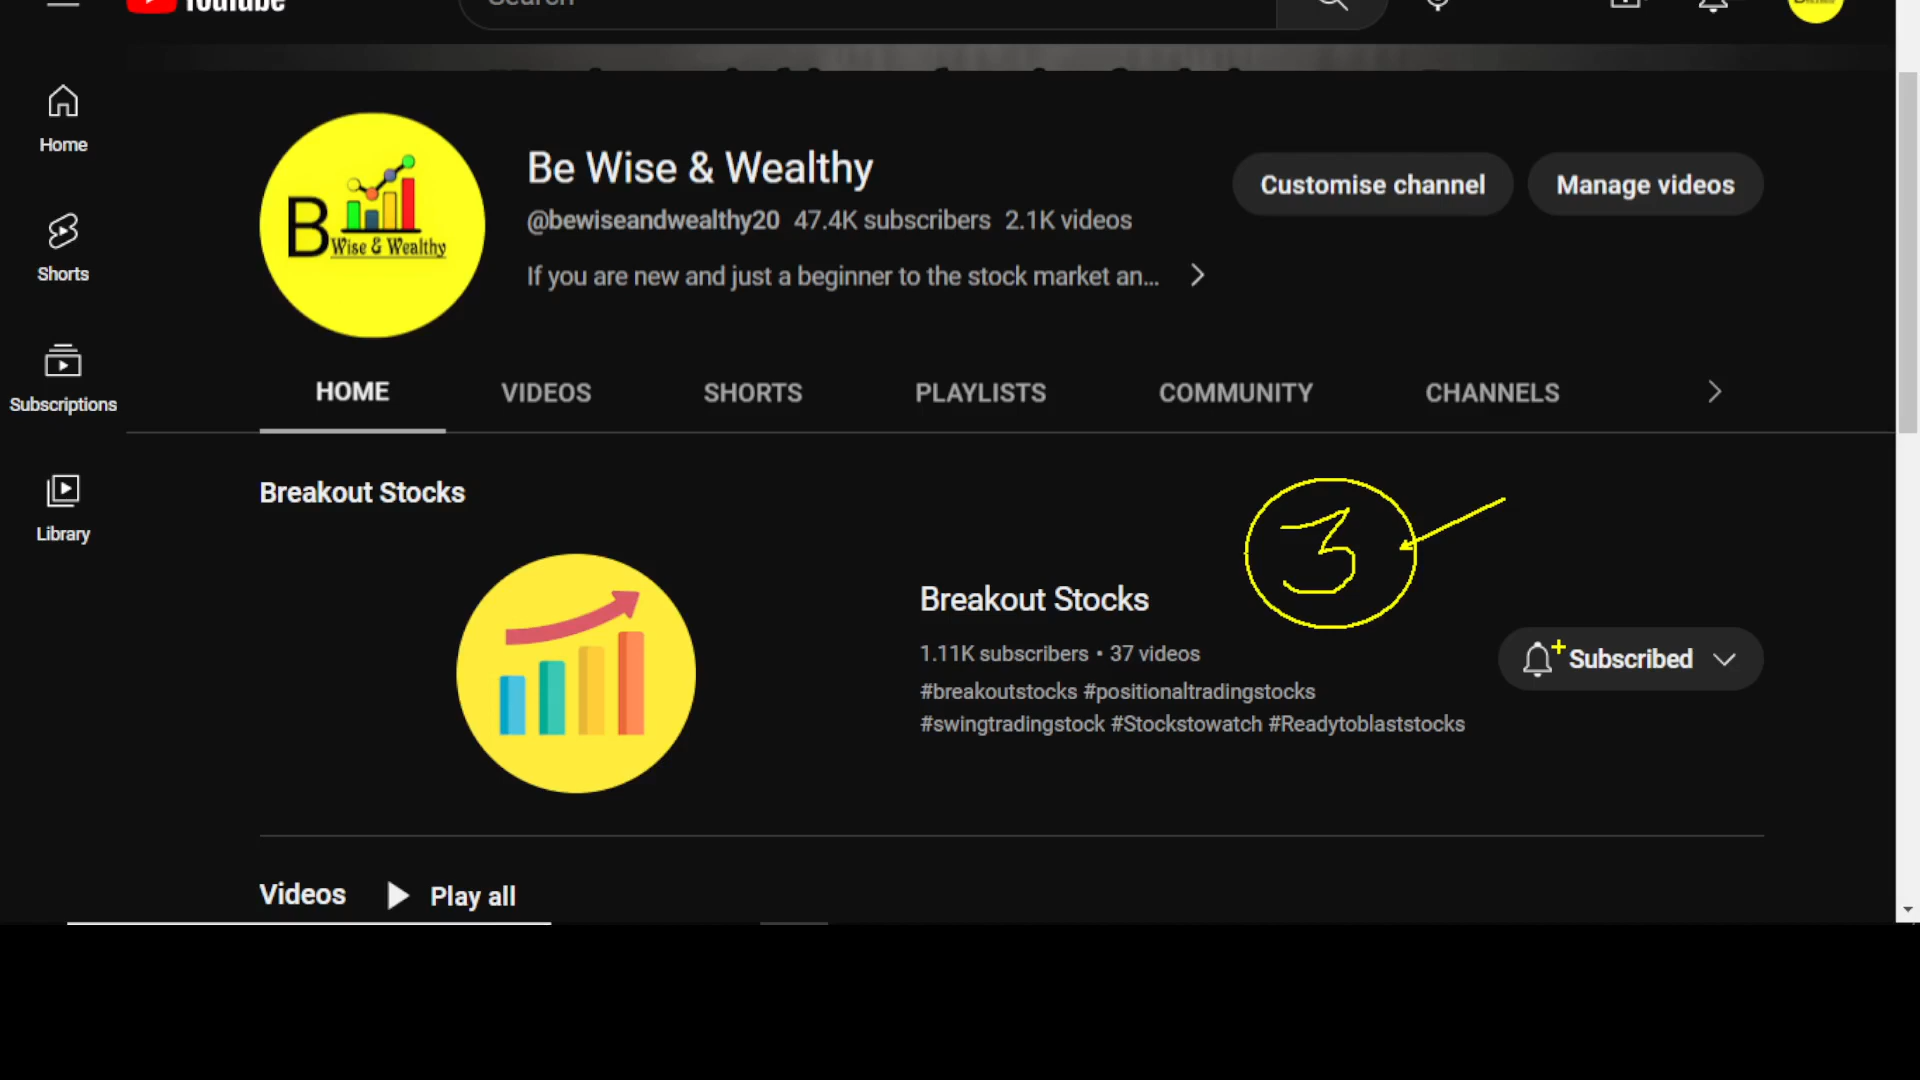 YouTube
Search
Home
Shorts
Subscriptions
Library
B
Wise & Wealthy
Be Wise & Wealthy
@bewiseandwealthy20 47.4K subscribers 2.1K videos
If you are new and just a beginner to the stock market an...
Customise channel
Manage videos
HOME VIDEOS SHORTS PLAYLISTS COMMUNITY CHANNELS
Breakout Stocks
3
Breakout Stocks
1.11K subscribers • 37 videos
#breakoutstocks #positionaltradingstocks
#swingtradingstock #Stockstowatch #Readytoblaststocks
Subscribed
Videos Play all